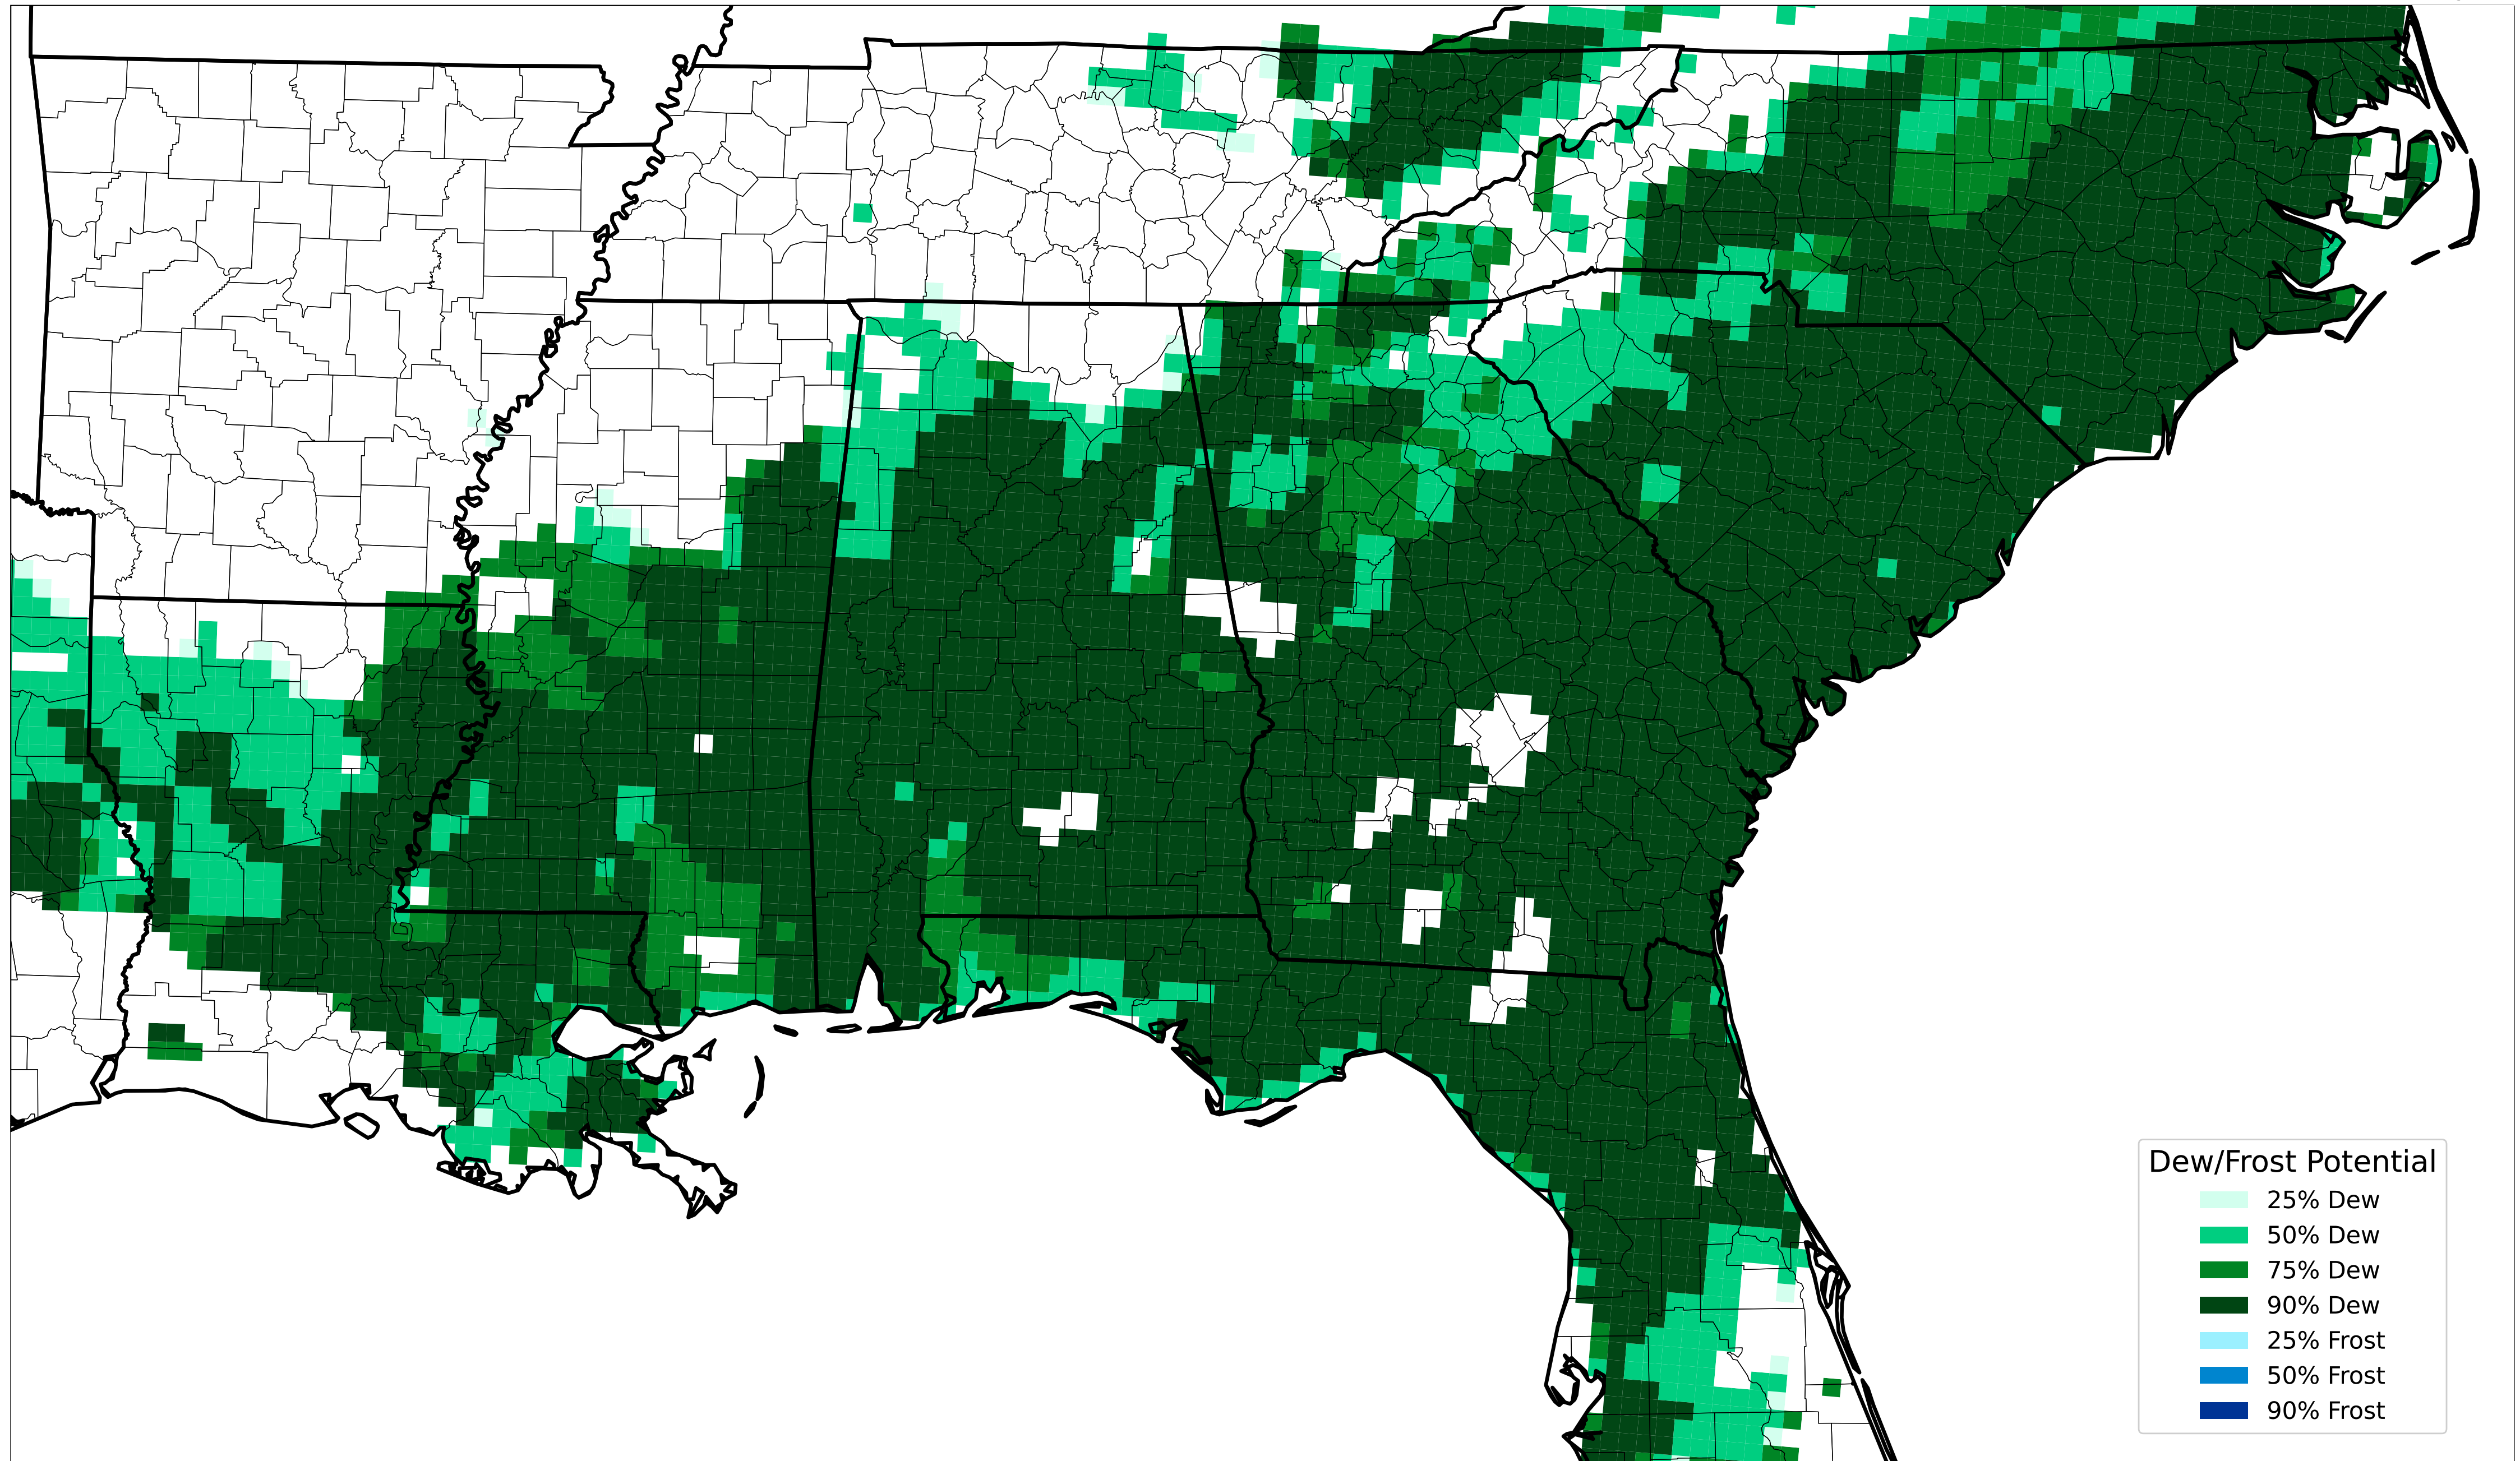 Dew/Frost Potential
25% Dew
50% Dew
75% Dew
90% Dew
25% Frost
50% Frost
90% Frost